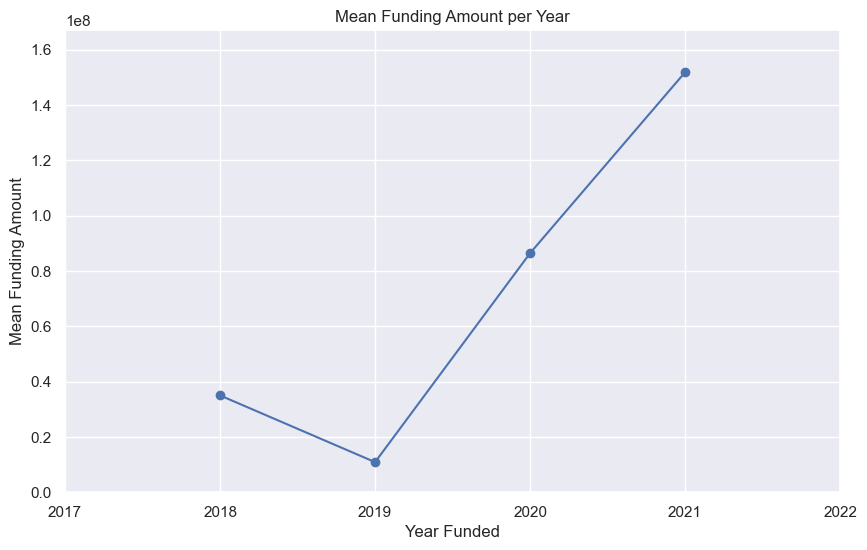 Mean Funding Amount per Year
1e8
1.6
1.4
1.2
1.0
0.8
0.6
0.4
0.2
0.0
Mean Funding Amount
2017 2018 2019 2020 2021 2022
Year Funded